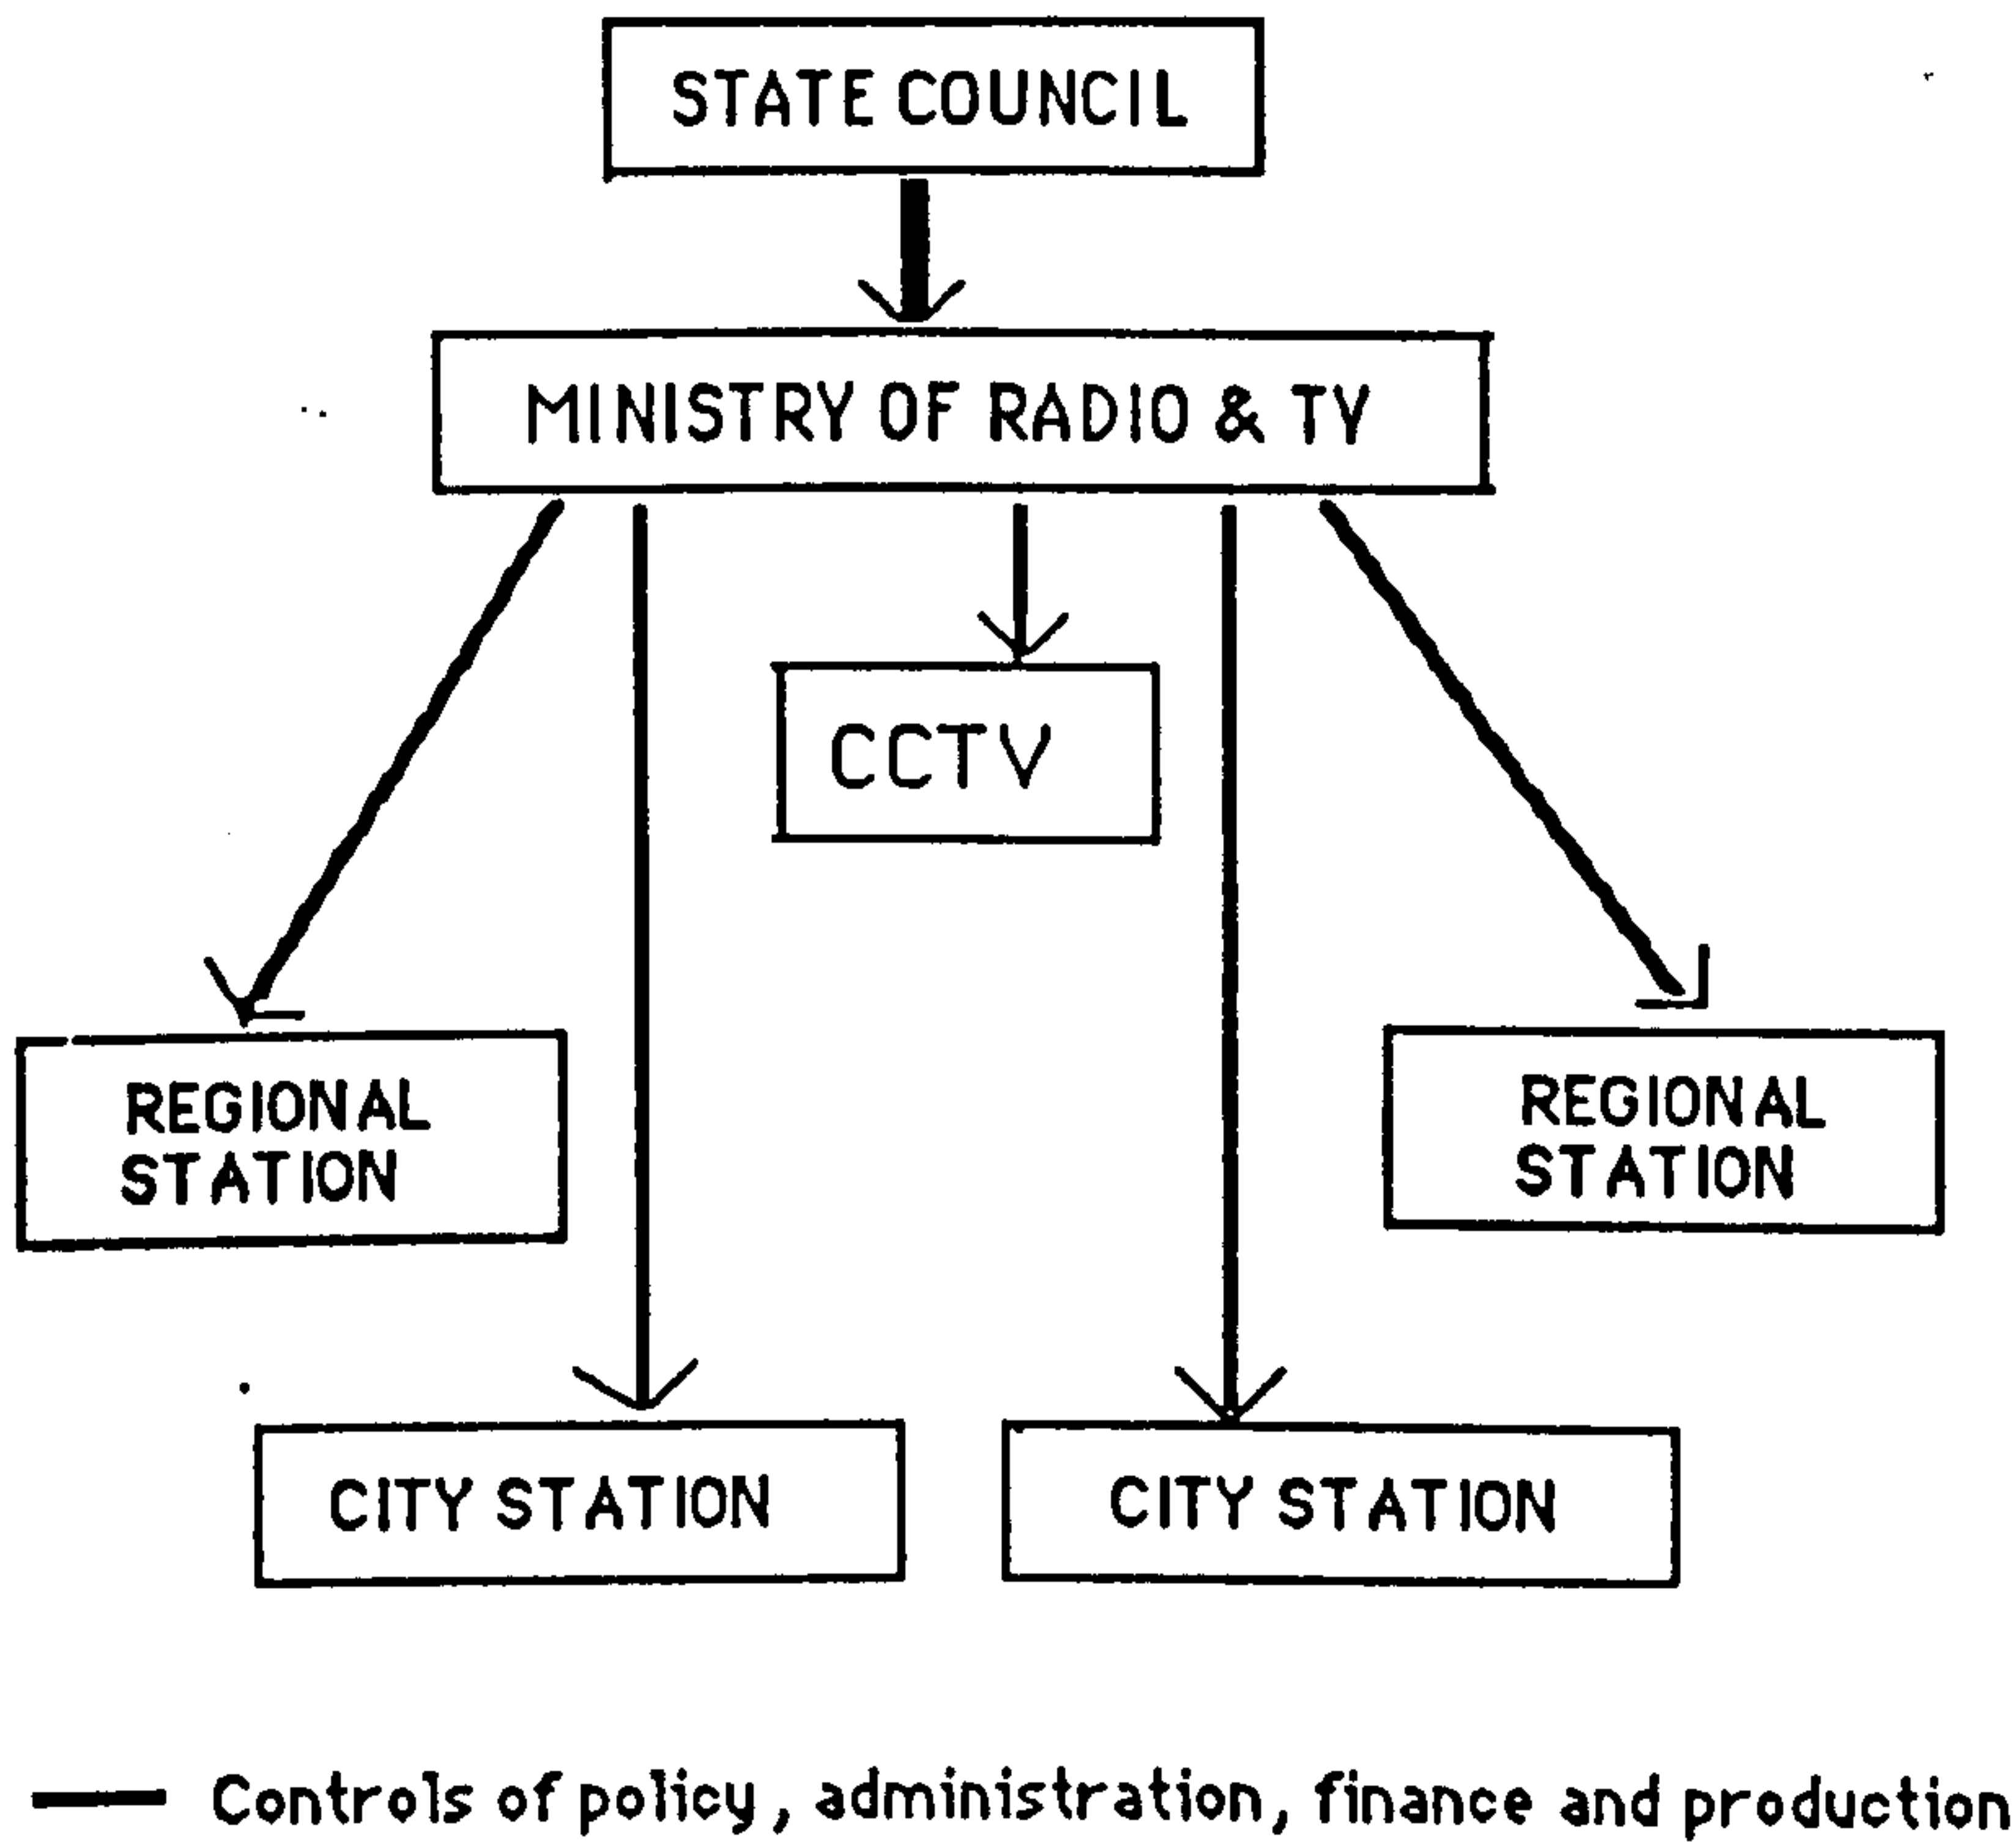 STATE COUNCIL
MINISTRY OF RADIO & TV
CCTV
REGIONAL
STATION
REGIONAL
STATION
CITY STATION
CITY STATION
Controls of policy, administration, finance and production